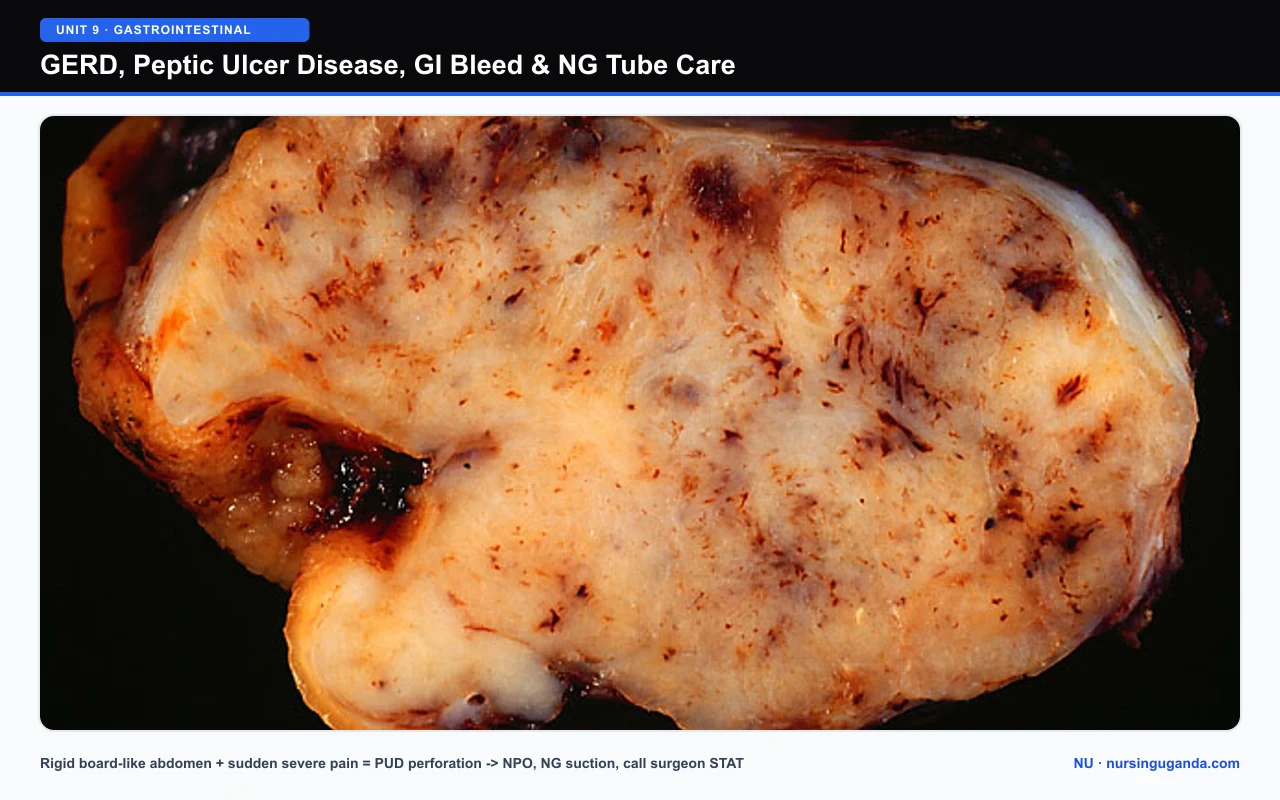 UNIT 9 · GASTROINTESTINAL
GERD, Peptic Ulcer Disease, GI Bleed & NG Tube Care
Rigid board-like abdomen + sudden severe pain = PUD perforation -> NPO, NG suction, call surgeon STAT
NU · nursinguganda.com